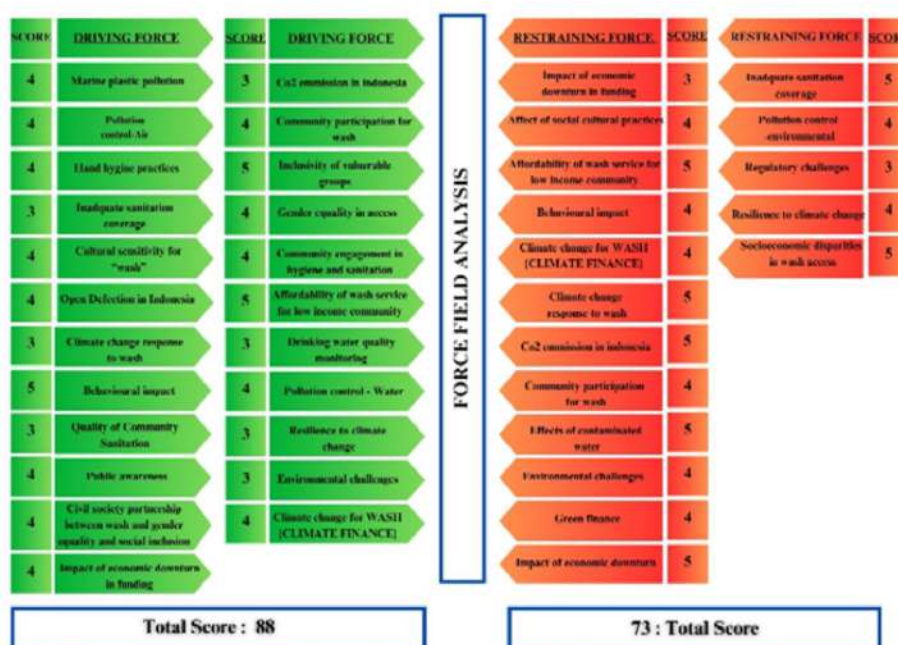 SCORE DRIVING FORCE
4 Marine plastic pollution
4 Pollution
control-Air
4 Hand hygine practices
3 Inadquate sanitation
coverage
4 Cultural sensitivity for
"wash"
4 Open Defection in Indonesia
3 Climate change response
to wash
5 Behavioural impact
3 Quality of Community
Sanitation
4 Public awareness
4 Civil society partnership
between wash and gender
equality and social inclusion
4 Impact of economic downturn
in funding
SCORE DRIVING FORCE
3 Co2 emmission in indonesia
4 Community participation for
wash
5 Inclusivity of vulnerable
groups
4 Gender equality in access
4 Community engagement in
hygiene and sanitation
5 Affordability of wash service
for low income community
3 Drinking water quality
monitoring
4 Pollution control - Water
3 Resilience to climate
change
3 Environmental challenges
4 Climate change for WASH
[CLIMATE FINANCE]
Total Score : 88
FORCE FIELD ANALYSIS
RESTRAINING FORCE SCORE
Impact of economic
downturn in funding 3
Affect of social cultural practices 4
Affordability of wash service for
low income community 5
Behavioural impact 4
Climate change for WASH
[CLIMATE FINANCE] 4
Climate change
response to wash 5
Co2 emmission in indonesia 5
Community participation
for wash 4
Effects of contaminated
water 5
Environmental challenges 4
Green finance 4
Impact of economic downturn 5
RESTRAINING FORCE SCORE
Inadquate sanitation
coverage 5
Pollution control
-environmental 4
Regulatory challenges 3
Resilience to climate change 4
Socioeconomic disparities
in wash access 5
73 : Total Score